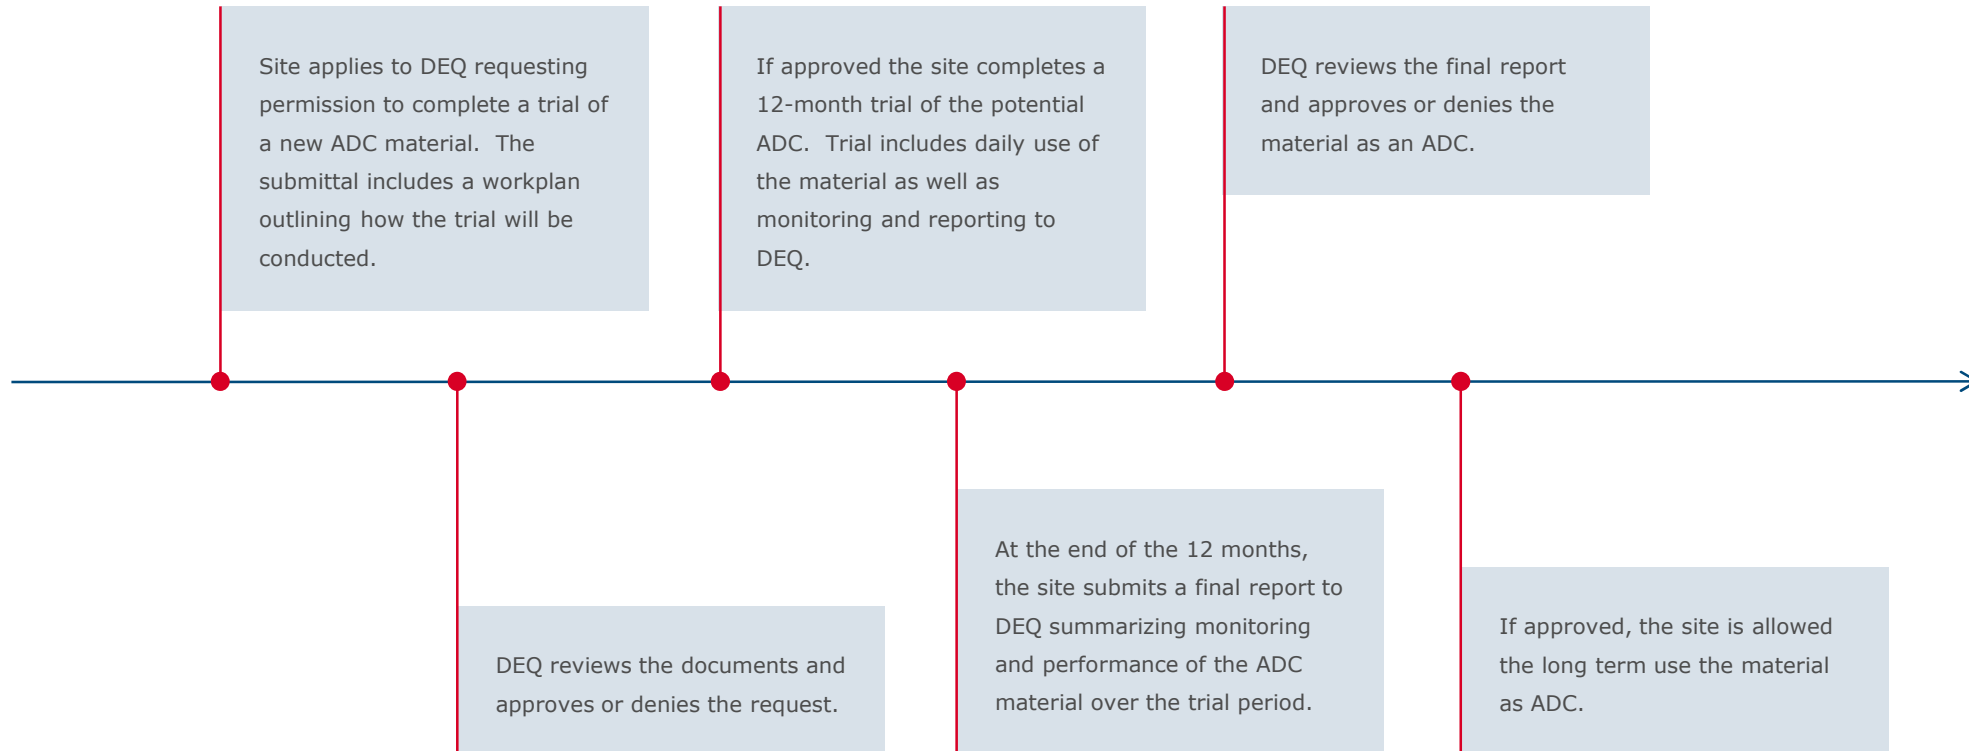 Site applies to DEQ requesting
permission to complete a trial of
a new ADC material.  The
submittal includes a workplan
outlining how the trial will be
conducted.
DEQ reviews the documents and
approves or denies the request.
If approved the site completes a
12-month trial of the potential
ADC.  Trial includes daily use of
the material as well as
monitoring and reporting to
DEQ.
At the end of the 12 months,
the site submits a final report to
DEQ summarizing monitoring
and performance of the ADC
material over the trial period.
DEQ reviews the final report
and approves or denies the
material as an ADC.
If approved, the site is allowed
the long term use the material
as ADC.